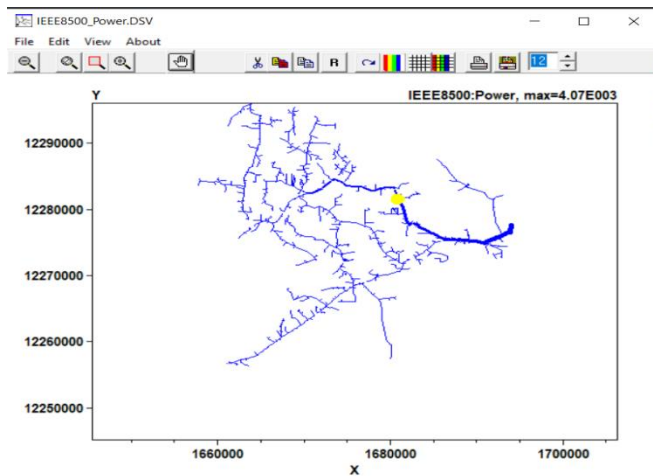 IEEE8500_Power.DSV
File Edit View About
R 12
Y IEEE8500:Power, max=4.07E003
12290000
12280000
12270000
12260000
12250000
1660000 1680000 1700000
X